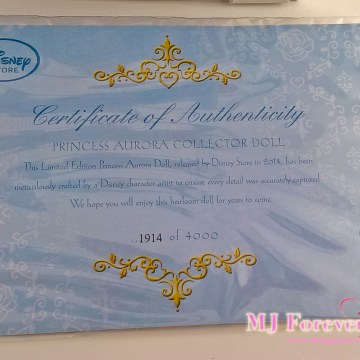 Disney
STORE
Certificate of Authenticity
PRINCESS AURORA COLLECTOR DOLL
This Limited Edition Princess Aurora Doll, released by Disney Store in 2014, has been
meticulously crafted by a Disney character artist to ensure every detail was accurately captured.
We hope you will enjoy this heirloom doll for years to come.
..1914 of 4000
MJ Forever